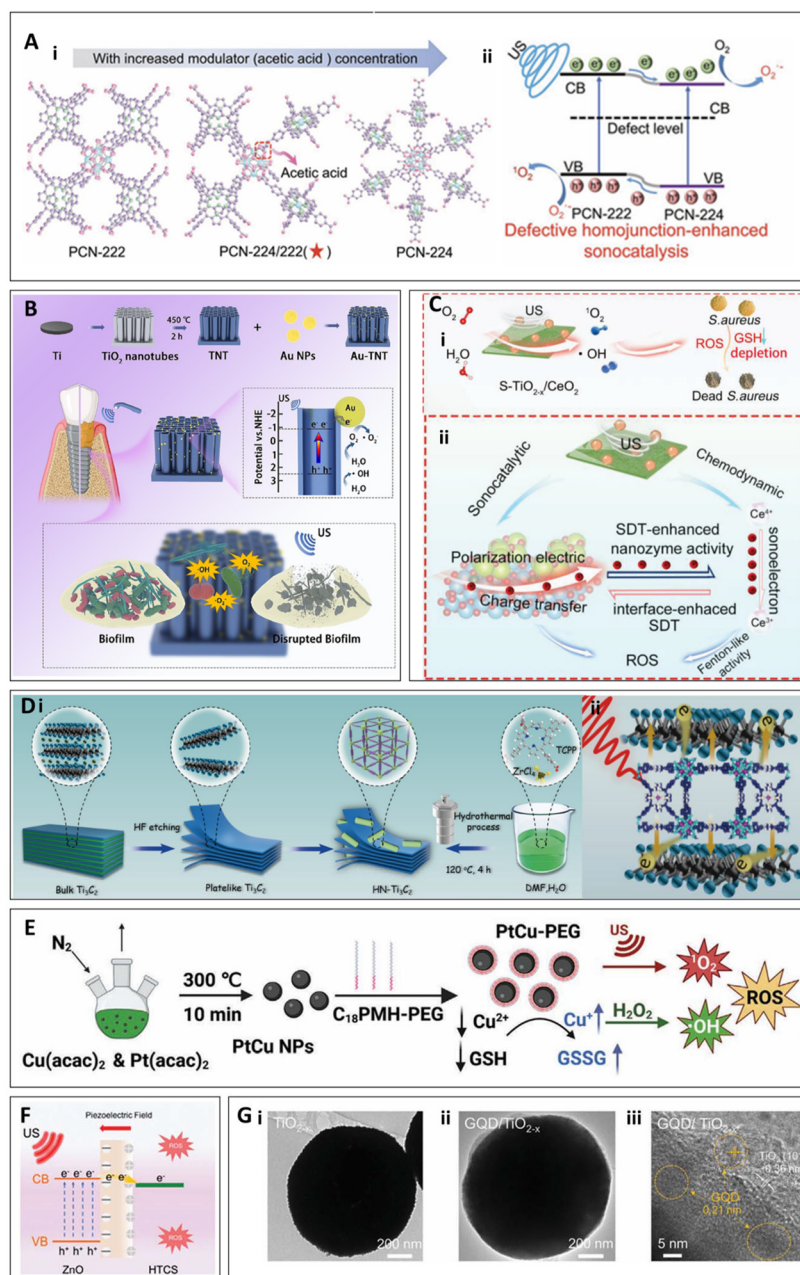 A
i
With increased modulator (acetic acid ) concentration
Acetic acid
PCN-222
PCN-224/222(★)
PCN-224
ii
US
e⁻ e⁻ e⁻ e⁻ e⁻
O₂
O₂·⁻
CB
CB
Defect level
¹O₂
VB
VB
O₂·⁻
h⁺ h⁺ h⁺ h⁺ h⁺ h⁺ h⁺
PCN-222
PCN-224
Defective homojunction-enhanced
sonocatalysis
B
450 ℃
2 h
+
Ti
TiO₂ nanotubes
TNT
Au NPs
Au-TNT
US
Au
Potential vs.NHE
-2
-1
0
1
2
3
e⁻ e⁻
e
O₂
· O₂⁻
H₂O
h⁺ h⁺
· OH
H₂O
US
·OH
O₂
·O₂⁻
Biofilm
Disrupted Biofilm
C
i
O₂
US
¹O₂
H₂O
· OH
S-TiO₂₋ₓ/CeO₂
S.aureus
ROS
GSH
depletion
Dead S.aureus
ii
US
Sonocatalytic
Chemodynamic
Ce⁴⁺
SDT-enhanced
nanozyme activity
Polarization electric
Charge transfer
interface-enhaced
SDT
sonoelectron
Ce³⁺
ROS
Fenton-like
activity
D
i
TCPP
ZrCl₄
HF etching
Hydrothermal
process
120 ℃, 4 h
Bulk Ti₃C₂
Platelike Ti₃C₂
HN-Ti₃C₂
DMF,H₂O
ii
e e
e e
E
N₂
300 ℃
10 min
PtCu NPs
C₁₈PMH-PEG
Cu(acac)₂ & Pt(acac)₂
PtCu-PEG
US
¹O₂
Cu²⁺
GSH
Cu⁺
GSSG
H₂O₂
·OH
ROS
F
Piezoelectric Field
US
ROS
CB
e⁻ e⁻ e⁻ e⁻
e⁻ e⁻
e⁻
VB
h⁺ h⁺ h⁺ h⁺
ROS
ZnO
HTCS
G
i
TiO₂₋ₓ
200 nm
ii
GQD/TiO₂₋ₓ
200 nm
iii
GQD/ TiO₂₋ₓ
GQD
0.21 nm
5 nm